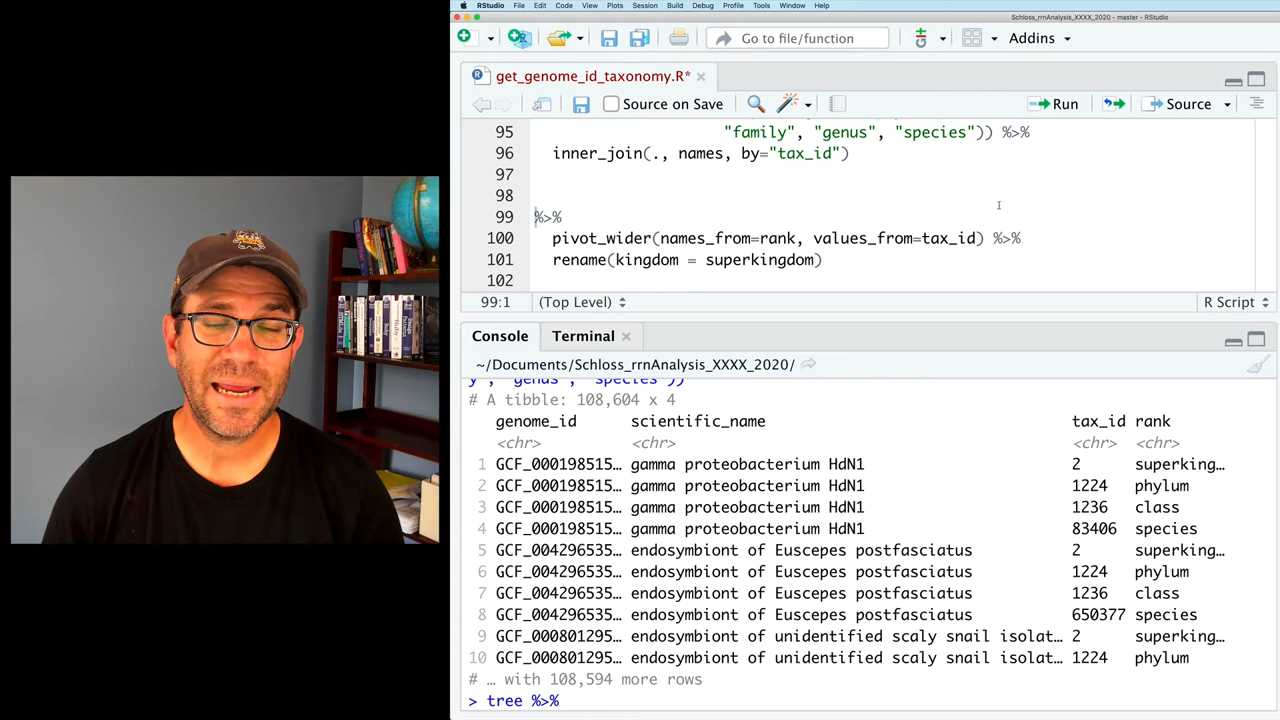 RStudio File Edit Code View Plots Session Build Debug Profile Tools Window Help
Schloss_rrnAnalysis_XXXX_2020 - master - RStudio
Go to file/function Addins
get_genome_id_taxonomy.R*
Source on Save Run Source
95 "family", "genus", "species")) %>%
96 inner_join(., names, by="tax_id")
97
98
99 %>%
100 pivot_wider(names_from=rank, values_from=tax_id) %>%
101 rename(kingdom = superkingdom)
102
99:1 (Top Level) R Script
Console Terminal
~/Documents/Schloss_rrnAnalysis_XXXX_2020/
y", "genus", "species"))
# A tibble: 108,604 x 4
genome_id scientific_name tax_id rank
<chr> <chr> <chr> <chr>
1 GCF_000198515… gamma proteobacterium HdN1 2 superking…
2 GCF_000198515… gamma proteobacterium HdN1 1224 phylum
3 GCF_000198515… gamma proteobacterium HdN1 1236 class
4 GCF_000198515… gamma proteobacterium HdN1 83406 species
5 GCF_004296535… endosymbiont of Euscepes postfasciatus 2 superking…
6 GCF_004296535… endosymbiont of Euscepes postfasciatus 1224 phylum
7 GCF_004296535… endosymbiont of Euscepes postfasciatus 1236 class
8 GCF_004296535… endosymbiont of Euscepes postfasciatus 650377 species
9 GCF_000801295… endosymbiont of unidentified scaly snail isolat… 2 superking…
10 GCF_000801295… endosymbiont of unidentified scaly snail isolat… 1224 phylum
# … with 108,594 more rows
> tree %>%